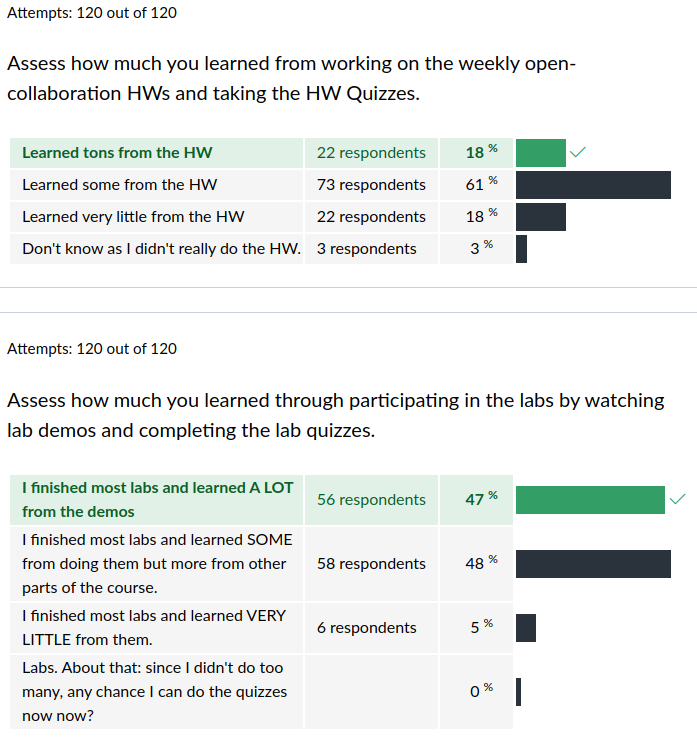 Attempts: 120 out of 120
Assess how much you learned from working on the weekly open-
collaboration HWs and taking the HW Quizzes.
Learned tons from the HW 22 respondents 18 %
Learned some from the HW 73 respondents 61 %
Learned very little from the HW 22 respondents 18 %
Don't know as I didn't really do the HW. 3 respondents 3 %
Attempts: 120 out of 120
Assess how much you learned through participating in the labs by watching
lab demos and completing the lab quizzes.
I finished most labs and learned A LOT
from the demos
56 respondents 47 %
I finished most labs and learned SOME
from doing them but more from other
parts of the course.
58 respondents 48 %
I finished most labs and learned VERY
LITTLE from them.
6 respondents 5 %
Labs. About that: since I didn't do too
many, any chance I can do the quizzes
now now?
0 %